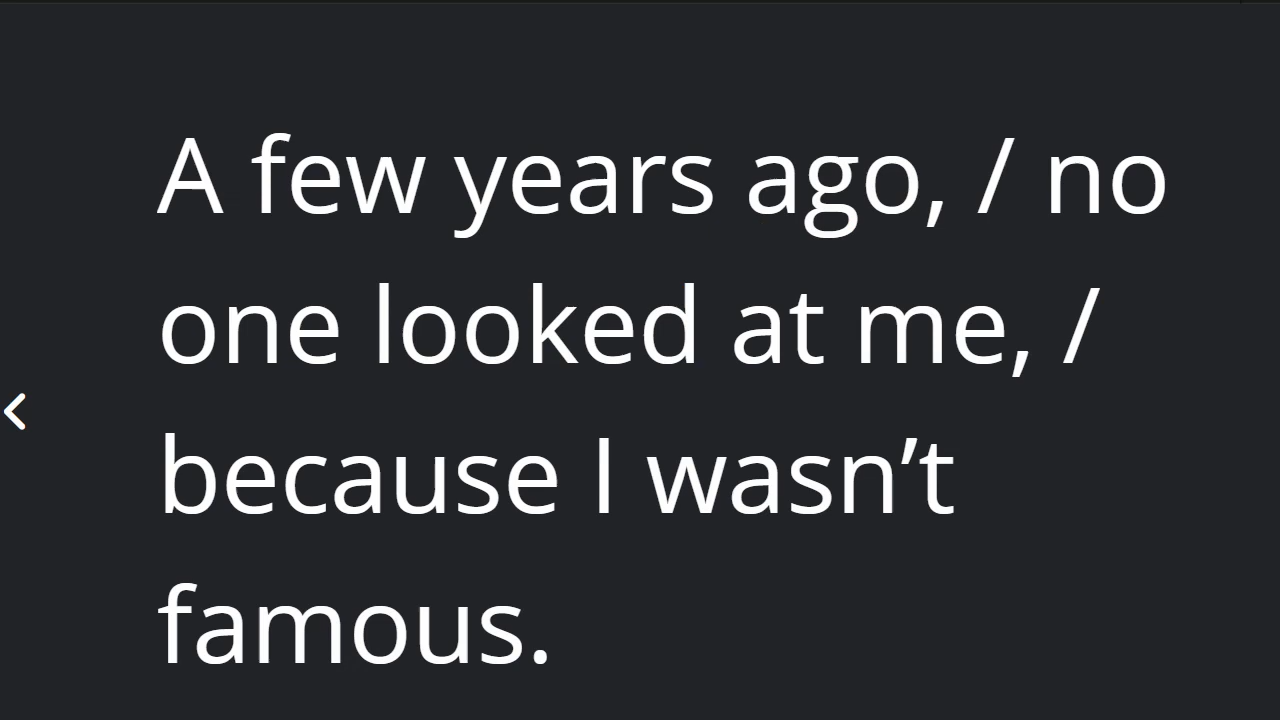 A few years ago, / no
one looked at me, /
because I wasn’t
famous.